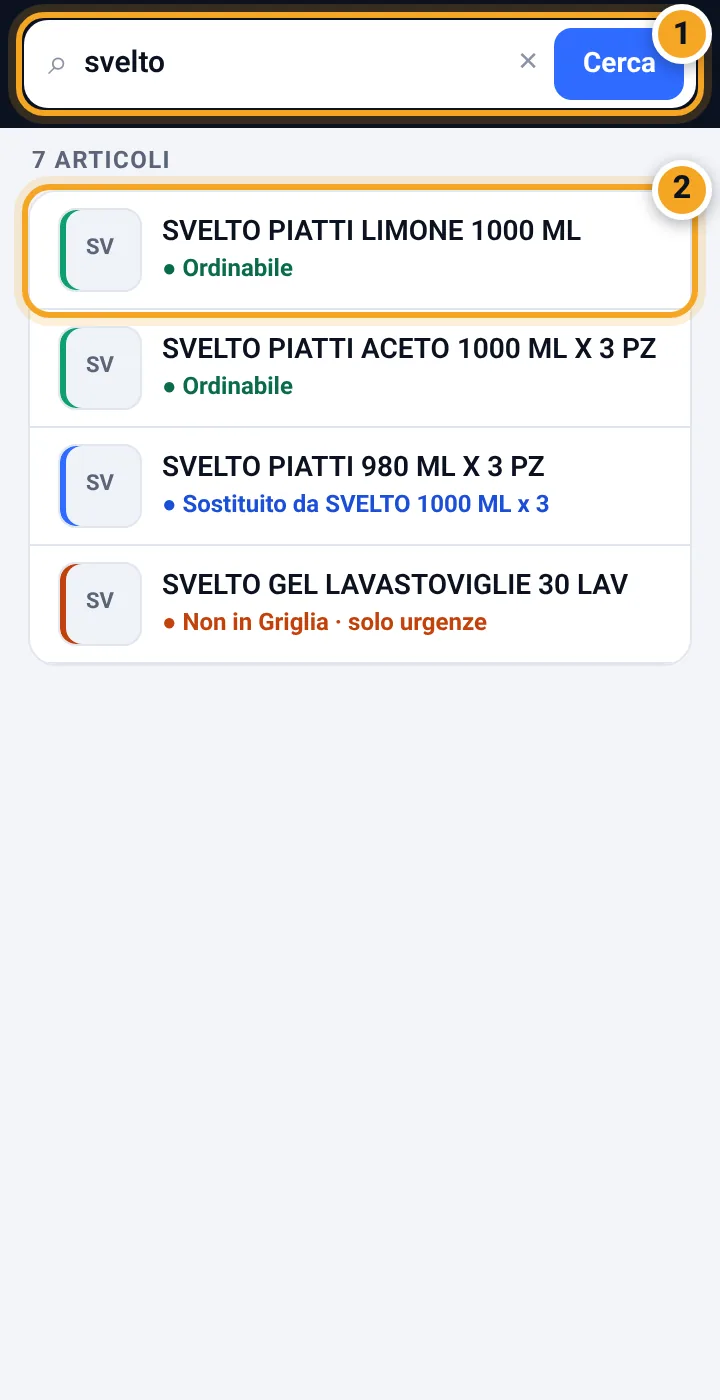 svelto
×
Cerca
1
7 ARTICOLI
2
SV
SVELTO PIATTI LIMONE 1000 ML
● Ordinabile
SV
SVELTO PIATTI ACETO 1000 ML X 3 PZ
● Ordinabile
SV
SVELTO PIATTI 980 ML X 3 PZ
● Sostituito da SVELTO 1000 ML x 3
SV
SVELTO GEL LAVASTOVIGLIE 30 LAV
● Non in Griglia · solo urgenze